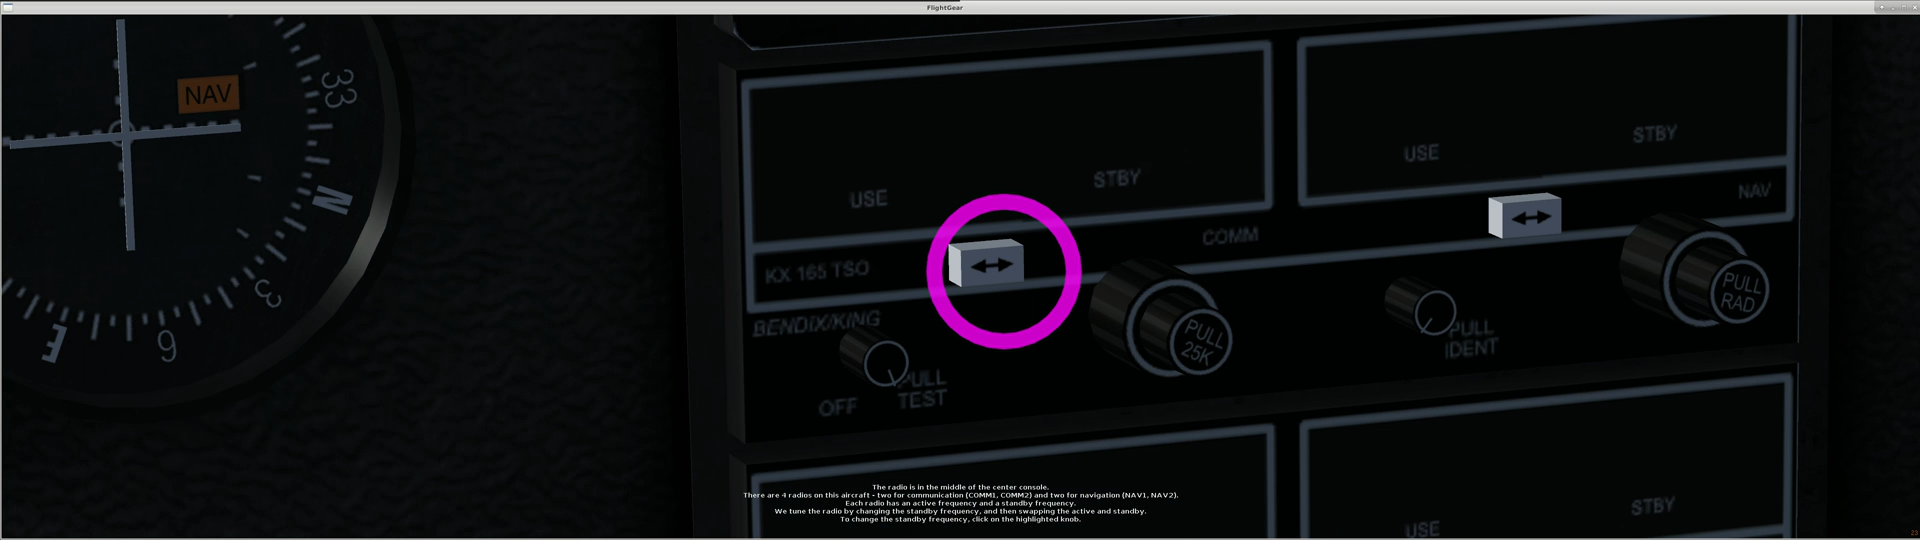 FlightGear
33
NAV
N
3
6
E
USE
STBY
USE
STBY
NAV
COMM
KX 165 TSO
BENDIX/KING
PULL
25K
PULL
RAD
PULL
IDENT
OFF
PULL
TEST
STBY
USE
The radio is in the middle of the center console.
There are 4 radios on this aircraft - two for communication (COMM1, COMM2) and two for navigation (NAV1, NAV2).
Each radio has an active frequency and a standby frequency.
We tune the radio by changing the standby frequency, and then swapping the active and standby.
To change the standby frequency, click on the highlighted knob.
23